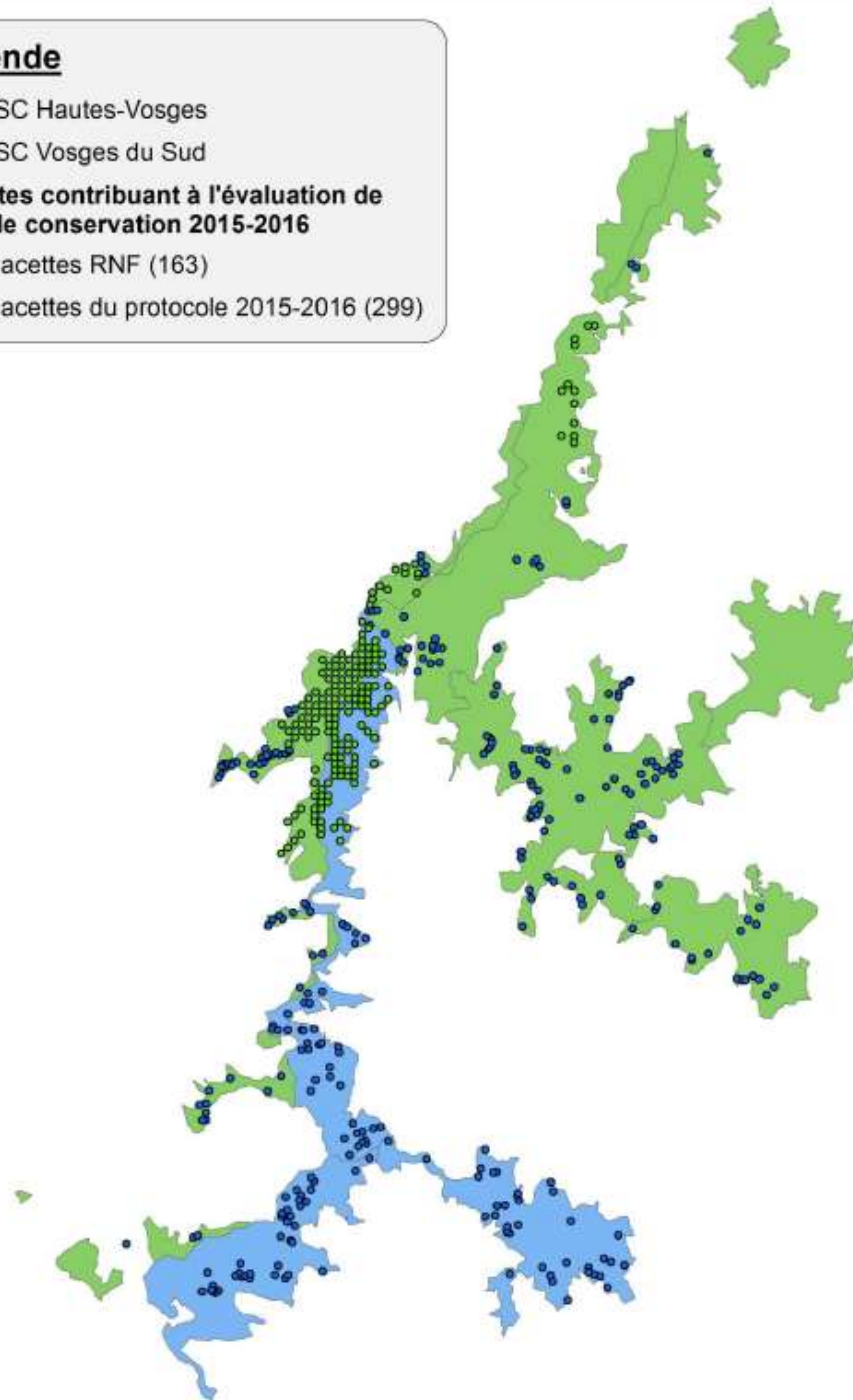 ende
SC Hautes-Vosges
SC Vosges du Sud
tes contribuant à l'évaluation de
le conservation 2015-2016
acettes RNF (163)
acettes du protocole 2015-2016 (299)